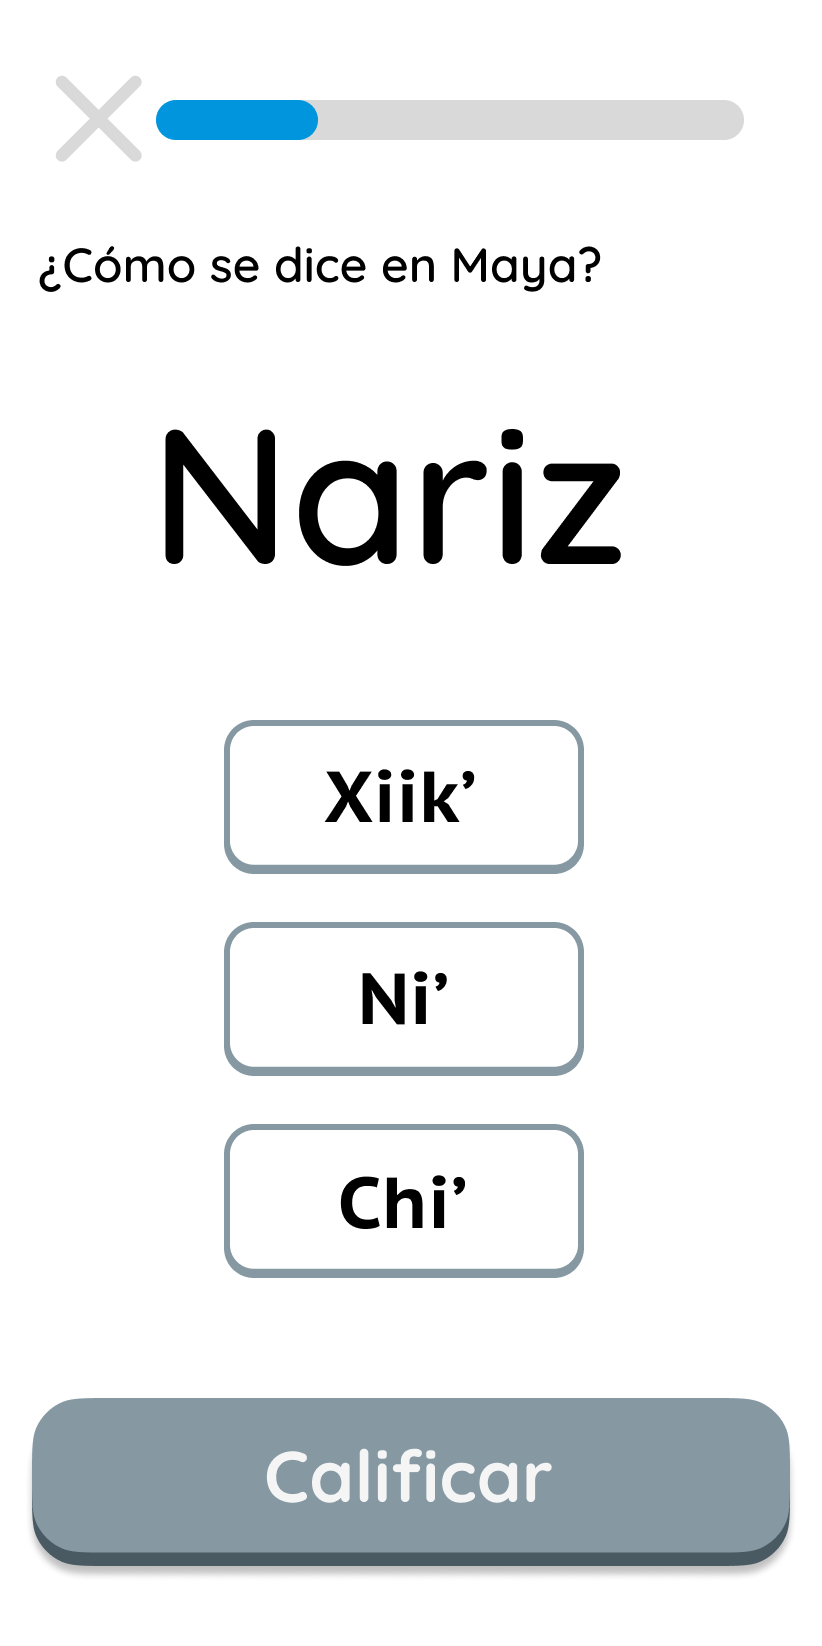 ¿Cómo se dice en Maya?
Nariz
Xiik’
Ni’
Chi’
Calificar